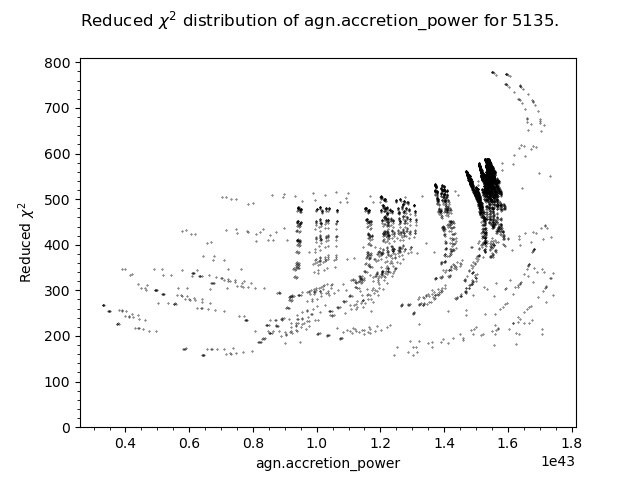 Reduced χ² distribution of agn.accretion_power for 5135.
800
700
600
500
400
300
200
100
0
Reduced χ²
0.4 0.6 0.8 1.0 1.2 1.4 1.6 1.8
1e43
agn.accretion_power